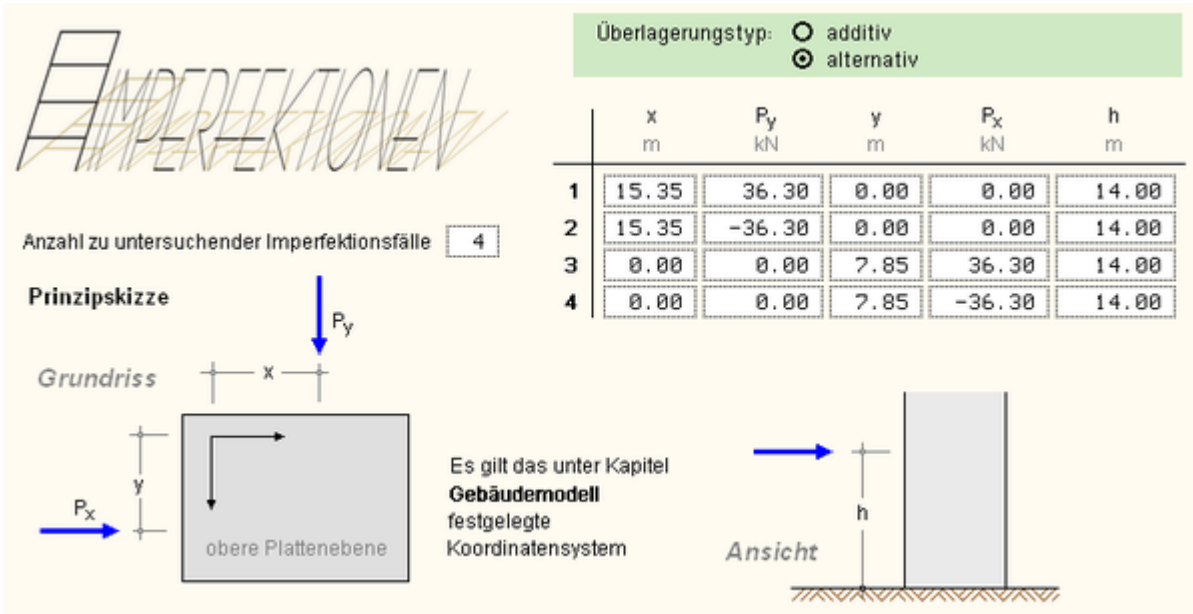 IMPERFEKTIONEN
Überlagerungstyp: additiv
alternativ
x Py y Px h
m kN m kN m
1 15.35 36.30 0.00 0.00 14.00
2 15.35 -36.30 0.00 0.00 14.00
3 0.00 0.00 7.85 36.30 14.00
4 0.00 0.00 7.85 -36.30 14.00
Anzahl zu untersuchender Imperfektionsfälle 4
Prinzipskizze
Py
Grundriss
x
y
Px
obere Plattenebene
Es gilt das unter Kapitel
Gebäudemodell
festgelegte
Koordinatensystem
h
Ansicht